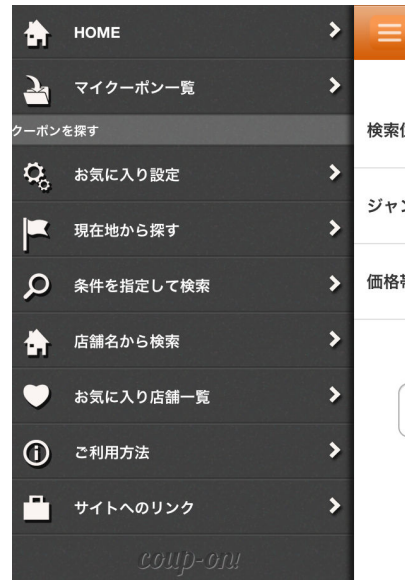 HOME
マイクーポン一覧
クーポンを探す
お気に入り設定
現在地から探す
条件を指定して検索
店舗名から検索
お気に入り店舗一覧
ご利用方法
サイトへのリンク
coup-on!
検索
ジャン
価格